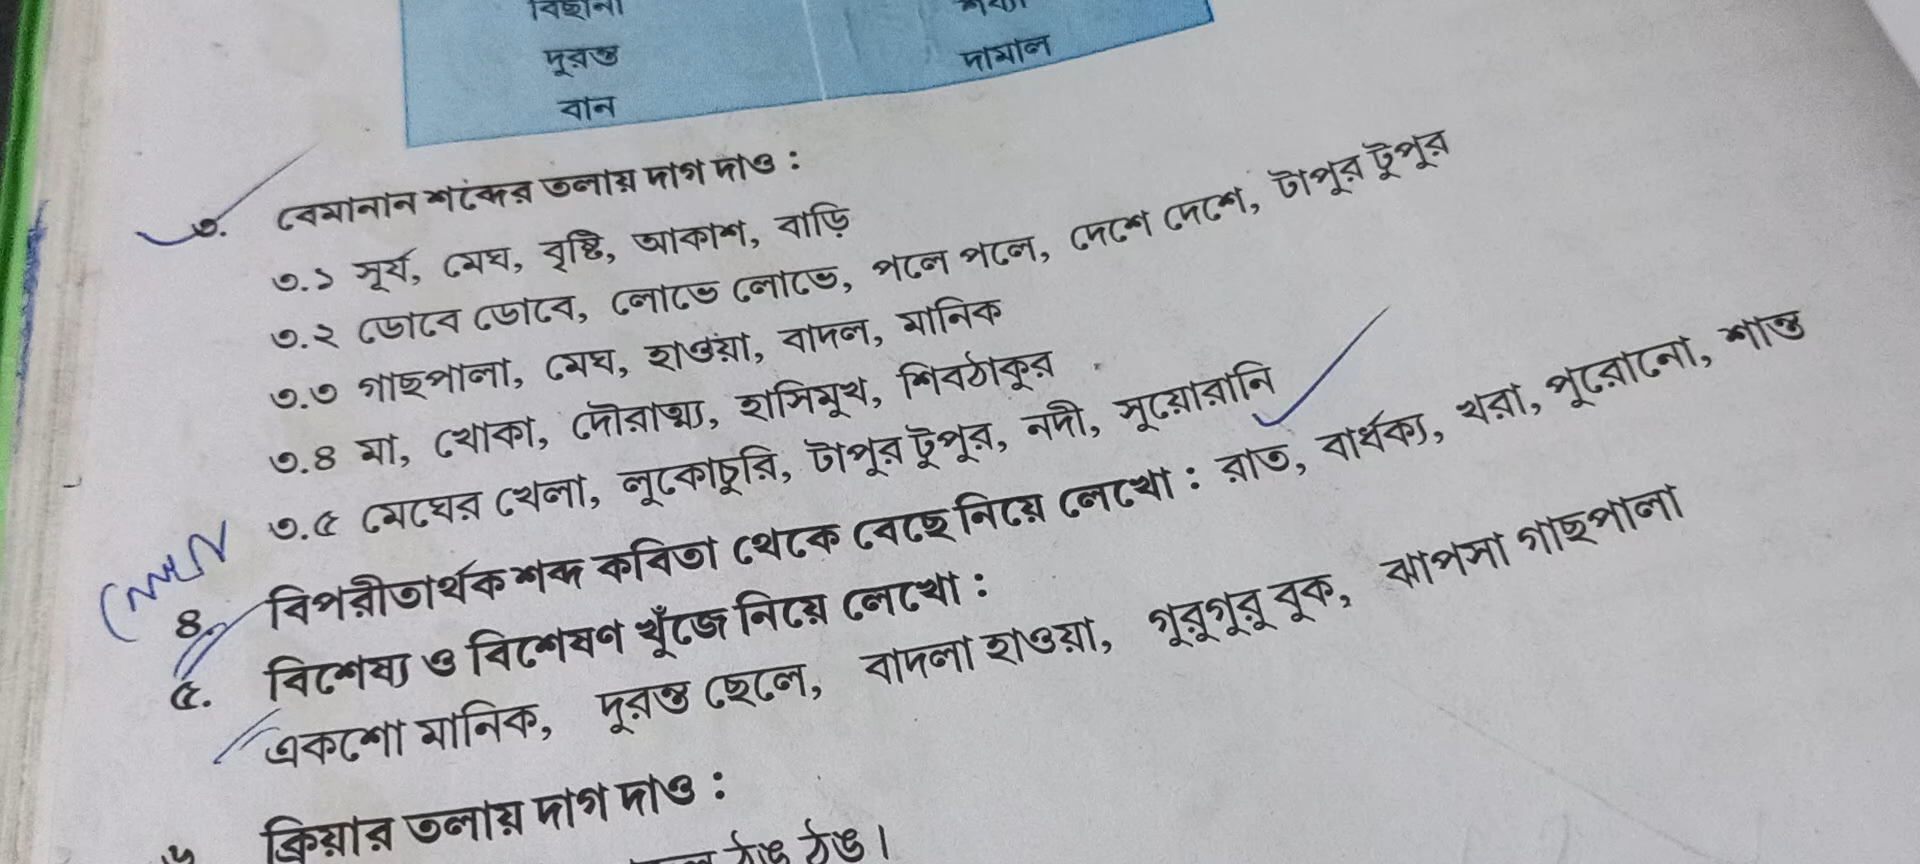 বিছানা
দুরন্ত দামাল
বান
৩. বেমানান শব্দের তলায় দাগ দাও :
৩.১ সূর্য, মেঘ, বৃষ্টি, আকাশ, বাড়ি
৩.২ ডোবে ডোবে, লোভে লোভে, পলে পলে, দেশে দেশে, টাপুর টুপুর
৩.৩ গাছপালা, মেঘ, হাওয়া, বাদল, মানিক
৩.৪ মা, খোকা, দৌরাত্ম্য, হাসিমুখ, শিবঠাকুর
৩.৫ মেঘের খেলা, লুকোচুরি, টাপুর টুপুর, নদী, সুয়োরানি
৪. বিপরীতার্থক শব্দ কবিতা থেকে বেছে নিয়ে লেখো : রাত, বার্ধক্য, খরা, পুরোনো, শান্ত
৫. বিশেষ্য ও বিশেষণ খুঁজে নিয়ে লেখো :
একশো মানিক, দুরন্ত ছেলে, বাদলা হাওয়া, গুরুগুরু বুক, ঝাপসা গাছপালা
ক্রিয়ার তলায় দাগ দাও :
ঠঙ ঠঙ।